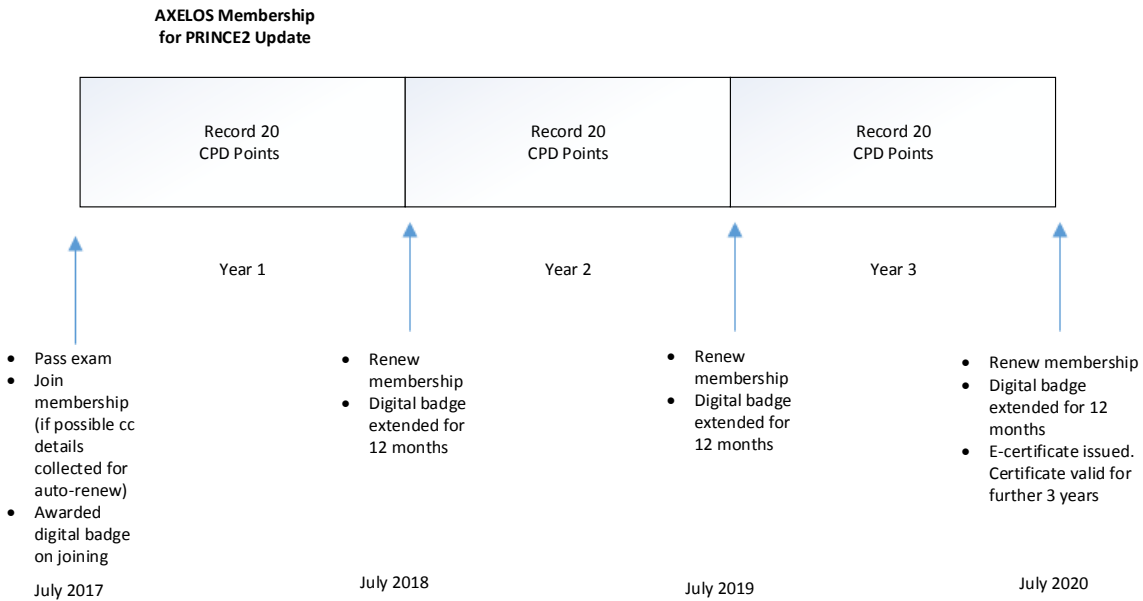 AXELOS Membership
for PRINCE2 Update
Record 20
CPD Points
Record 20
CPD Points
Record 20
CPD Points
Year 1
Year 2
Year 3
• Pass exam
• Join
membership
(if possible cc
details
collected for
auto-renew)
• Awarded
digital badge
on joining
• Renew
membership
• Digital badge
extended for
12 months
• Renew
membership
• Digital badge
extended for
12 months
• Renew membership
• Digital badge
extended for 12
months
• E-certificate issued.
Certificate valid for
further 3 years
July 2017
July 2018
July 2019
July 2020